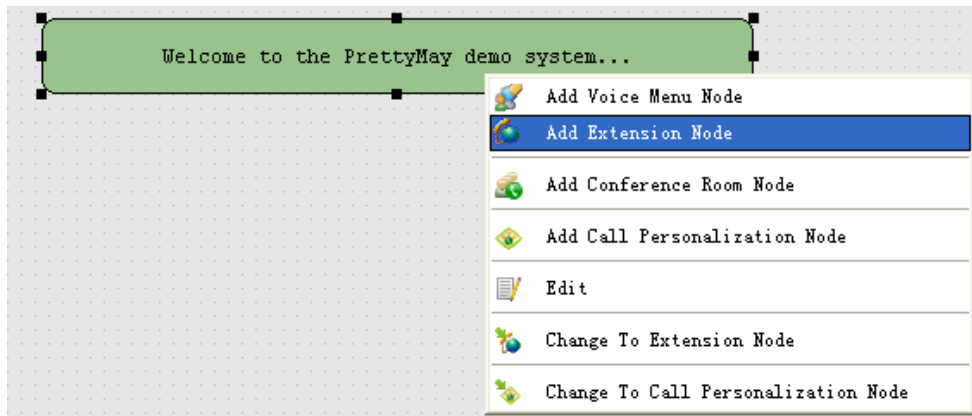 Welcome to the PrettyMay demo system...
Add Voice Menu Node
Add Extension Node
Add Conference Room Node
Add Call Personalization Node
Edit
Change To Extension Node
Change To Call Personalization Node